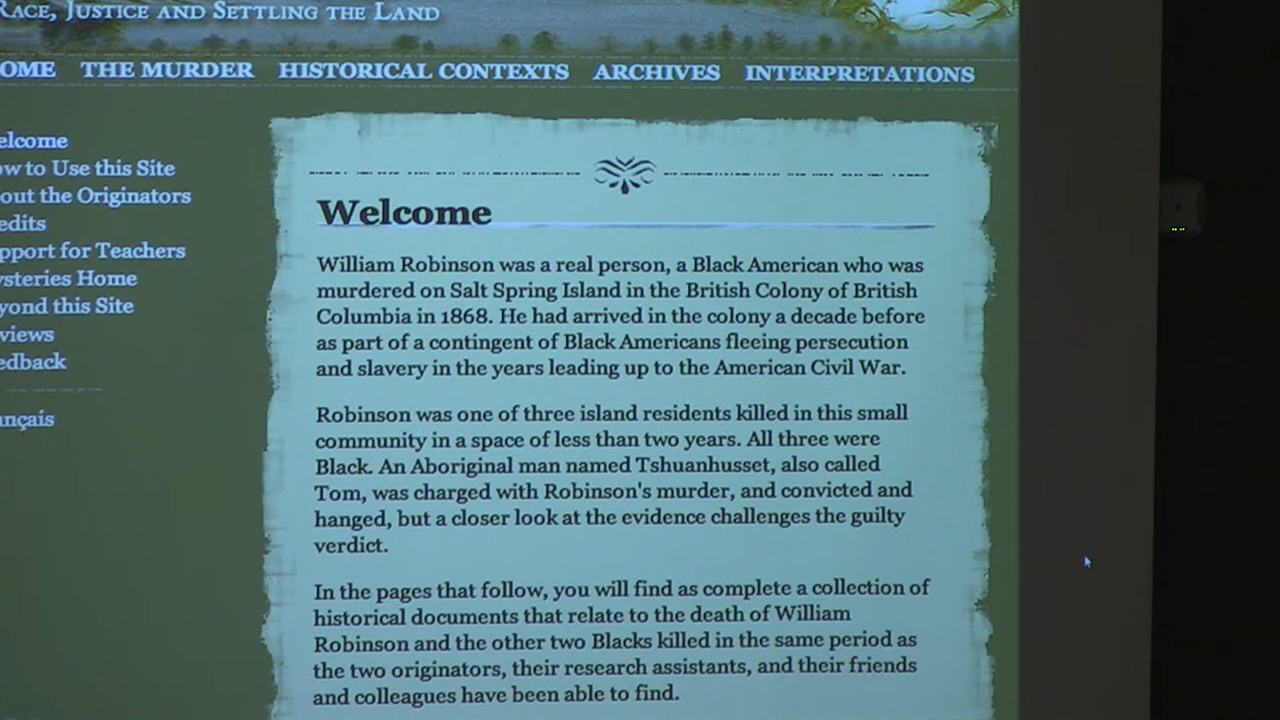 RACE, JUSTICE AND SETTLING THE LAND
OME THE MURDER HISTORICAL CONTEXTS ARCHIVES INTERPRETATIONS
elcome
ow to Use this Site
out the Originators
edits
pport for Teachers
ysteries Home
yond this Site
views
edback
ançais
Welcome
William Robinson was a real person, a Black American who was
murdered on Salt Spring Island in the British Colony of British
Columbia in 1868. He had arrived in the colony a decade before
as part of a contingent of Black Americans fleeing persecution
and slavery in the years leading up to the American Civil War.
Robinson was one of three island residents killed in this small
community in a space of less than two years. All three were
Black. An Aboriginal man named Tshuanhusset, also called
Tom, was charged with Robinson's murder, and convicted and
hanged, but a closer look at the evidence challenges the guilty
verdict.
In the pages that follow, you will find as complete a collection of
historical documents that relate to the death of William
Robinson and the other two Blacks killed in the same period as
the two originators, their research assistants, and their friends
and colleagues have been able to find.